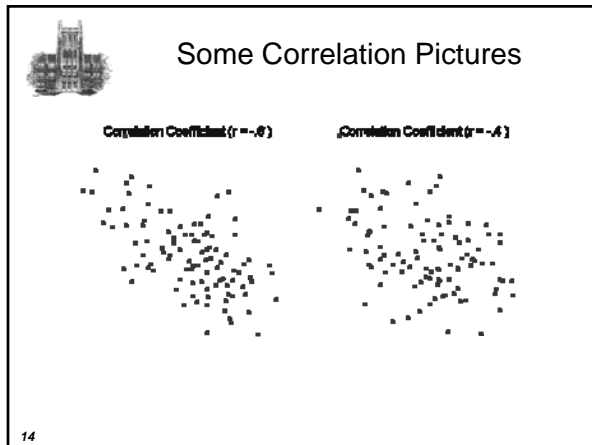 Some Correlation Pictures
Correlation Coefficient (r = -.6)
Correlation Coefficient (r = -.4)
14